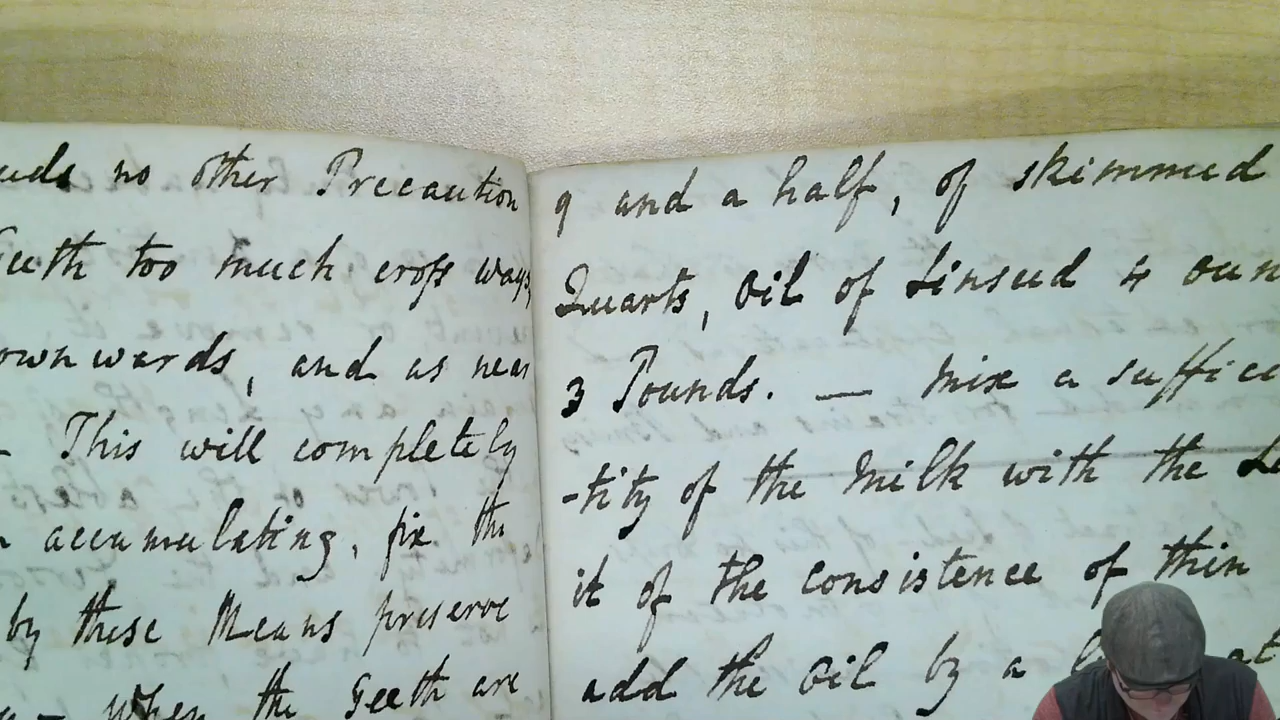 no other Precaution
Teeth too much cross ways,
ownwards, and as near
– This will completely
accumulating, fix the
by these Means preserve
– When the Teeth are
9 and a half, of skimmed
Quarts, Oil of Linseed 4 oun
3 Pounds. — Mix a suffici
-tity of the Milk with the
it of the Consistence of thin
add the Oil by a